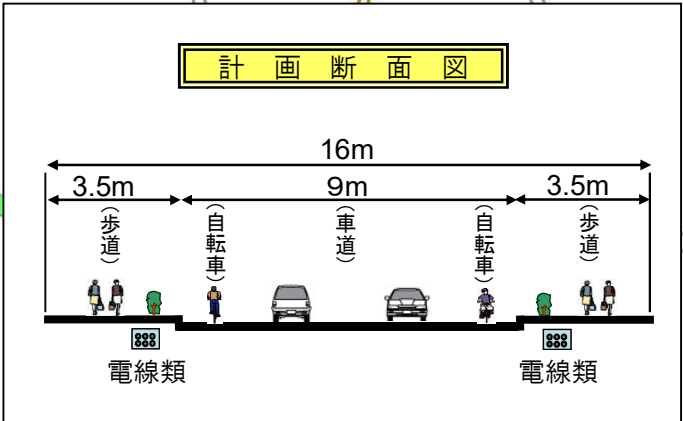 計画断面図
16m
3.5m 9m 3.5m
（歩道） （自転車） （車道） （自転車） （歩道）
電線類 電線類